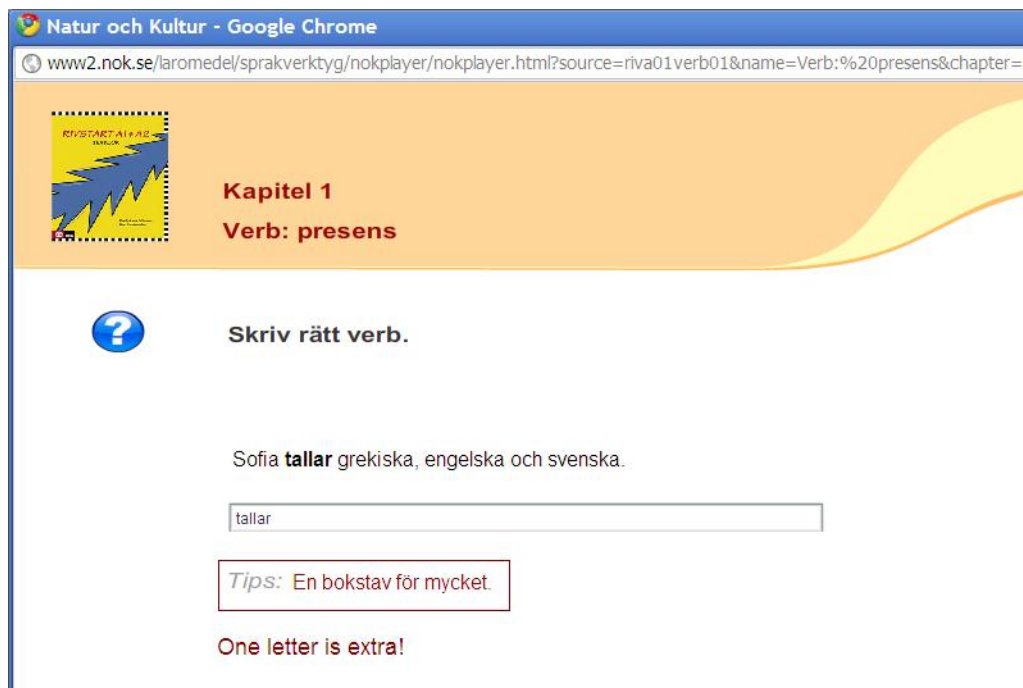 Natur och Kultur - Google Chrome
www2.nok.se/laromedel/sprakverktyg/nokplayer/nokplayer.html?source=riva01verb01&name=Verb:%20presens&chapter=
RIVSTART A1+A2
Kapitel 1
Verb: presens
?
Skriv rätt verb.
Sofia tallar grekiska, engelska och svenska.
tallar
Tips: En bokstav för mycket.
One letter is extra!